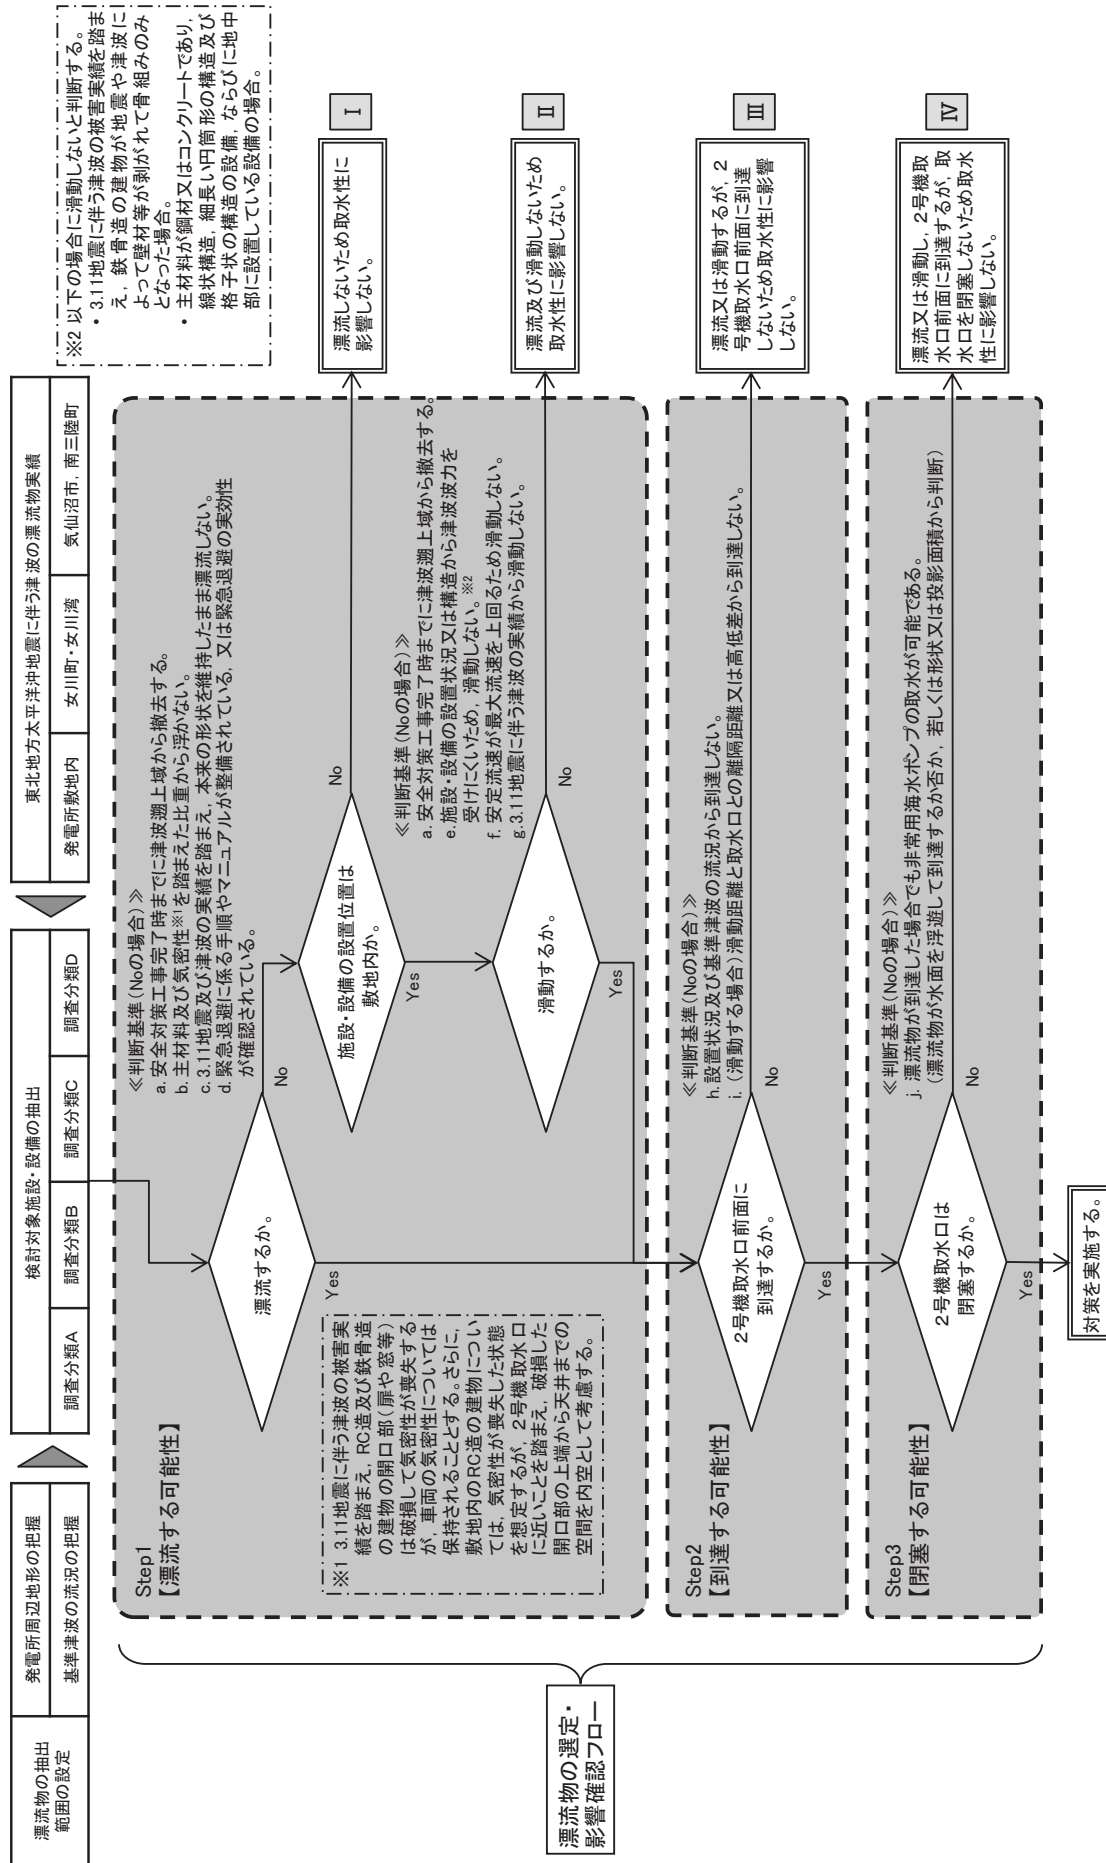 漂流物の抽出
範囲の設定
発電所周辺地形の把握
基準津波の流況の把握
検討対象施設・設備の抽出
調査分類A
調査分類B
調査分類C
調査分類D
東北地方太平洋沖地震に伴う津波の漂流物実績
発電所敷地内
女川町・女川湾
気仙沼市，南三陸町
※2 以下の場合に滑動しないと判断する。
・3.11地震に伴う津波の被害実績を踏ま
え，鉄骨造の建物が地震や津波に
よって壁材等が剥がれて骨組みのみ
となった場合。
・主材料が鋼材又はコンクリートであり，
線状構造，細長い円筒形の構造及び
格子状の構造の設備，ならびに地中
部に設置している設備の場合。
漂流物の選定・
影響確認フロー
Step1
【漂流する可能性】
漂流するか。
≪判断基準(Noの場合)≫
a. 安全対策工事完了時までに津波遡上域から撤去する。
b. 主材料及び気密性※1を踏まえた比重から浮かない。
c. 3.11地震及び津波の実績を踏まえ，本来の形状を維持したまま漂流しない。
d. 緊急退避に係る手順やマニュアルが整備されている，又は緊急退避の実効性
が確認されている。
No
Yes
施設・設備の設置位置は
敷地内か。
No
Yes
漂流しないため取水性に
影響しない。
Ⅰ
≪判断基準(Noの場合)≫
a. 安全対策工事完了時までに津波遡上域から撤去する。
e. 施設・設備の設置状況又は構造から津波波力を
受けにくいため，滑動しない。※2
f. 安定流速が最大流速を上回るため滑動しない。
g.3.11地震に伴う津波の実績から滑動しない。
滑動するか。
No
Yes
漂流及び滑動しないため
取水性に影響しない。
Ⅱ
※1 3.11地震に伴う津波の被害実
績を踏まえ，RC造及び鉄骨造
の建物の開口部（扉や窓等）
は破損して気密性が喪失する
が，車両の気密性については
保持されることとする。さらに，
敷地内のRC造の建物につい
ては，気密性が喪失した状態
を想定するが，2号機取水口
に近いことを踏まえ，破損した
開口部の上端から天井までの
空間を内空として考慮する。
Step2
【到達する可能性】
2号機取水口前面に
到達するか。
≪判断基準(Noの場合)≫
h. 設置状況及び基準津波の流況から到達しない。
i. （滑動する場合）滑動距離と取水口との離隔距離又は高低差から到達しない。
No
Yes
漂流又は滑動するが，2
号機取水口前面に到達
しないため取水性に影響
しない。
Ⅲ
Step3
【閉塞する可能性】
2号機取水口は
閉塞するか。
≪判断基準(Noの場合)≫
j. 漂流物が到達した場合でも非常用海水ポンプの取水が可能である。
（漂流物が水面を浮遊して到達するか否か，若しくは形状又は投影面積から判断）
No
Yes
漂流又は滑動し，2号機取
水口前面に到達するが，取
水口を閉塞しないため取水
性に影響しない。
Ⅳ
対策を実施する。